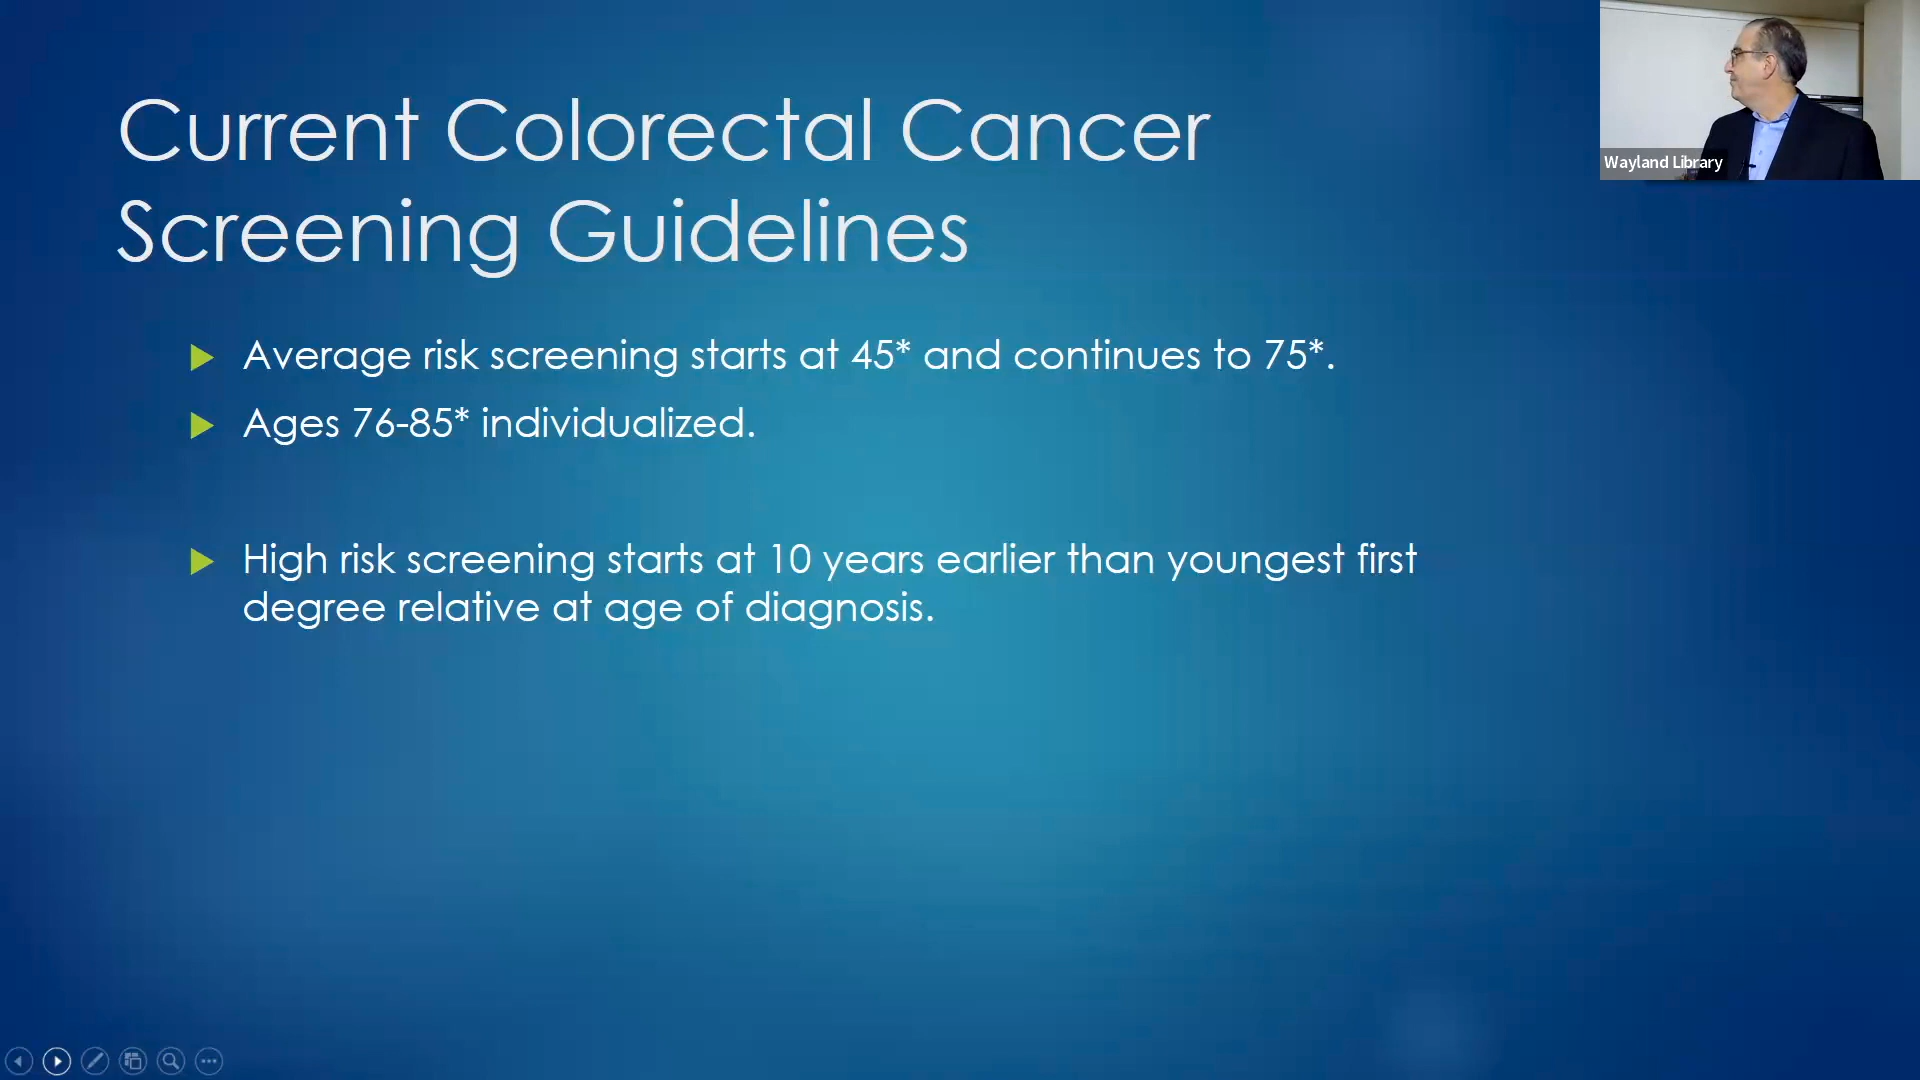 Current Colorectal Cancer
Screening Guidelines
Average risk screening starts at 45* and continues to 75*.
Ages 76-85* individualized.
High risk screening starts at 10 years earlier than youngest first
degree relative at age of diagnosis.
Wayland Library